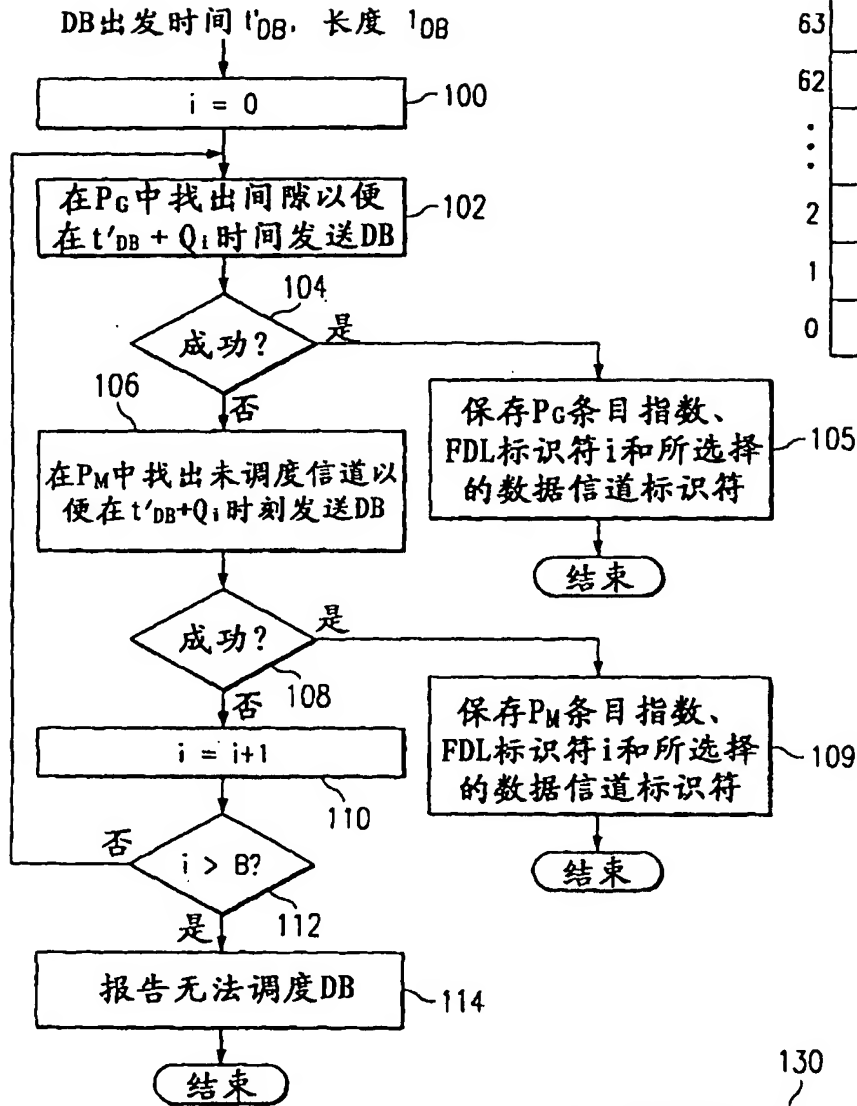 DB出发时间 t'DB, 长度 lDB
i = 0
100
在PG中找出间隙以便
在t'DB + Qi时间发送DB
102
104
成功?
是
否
106
保存PG条目指数、
FDL标识符i和所选择
的数据信道标识符
105
结束
在PM中找出未调度信道以
便在t'DB+Qi时刻发送DB
成功?
是
108
否
保存PM条目指数、
FDL标识符i和所选择
的数据信道标识符
109
结束
i = i+1
110
否
i > B?
112
是
报告无法调度DB
114
结束
63
62
2
1
0
130